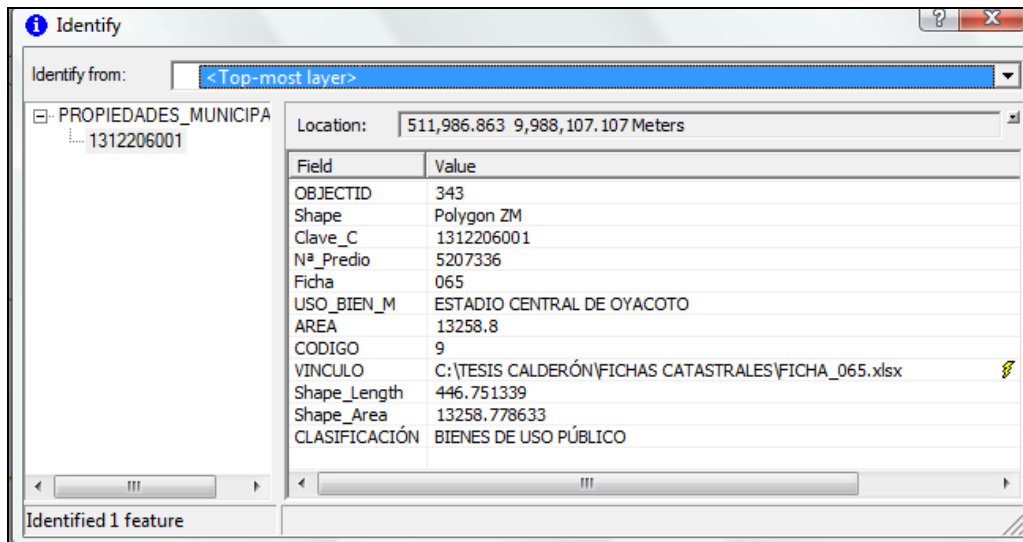 Identify
Identify from: <Top-most layer>
PROPIEDADES_MUNICIPA
1312206001
Location: 511,986.863 9,988,107.107 Meters
Field Value
OBJECTID 343
Shape Polygon ZM
Clave_C 1312206001
Nª_Predio 5207336
Ficha 065
USO_BIEN_M ESTADIO CENTRAL DE OYACOTO
AREA 13258.8
CODIGO 9
VINCULO C:\TESIS CALDERÓN\FICHAS CATASTRALES\FICHA_065.xlsx
Shape_Length 446.751339
Shape_Area 13258.778633
CLASIFICACIÓN BIENES DE USO PÚBLICO
Identified 1 feature